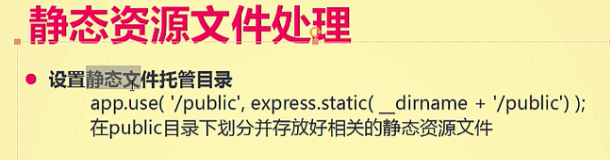 静态资源文件处理
设置静态文件托管目录
app.use( '/public', express.static( __dirname + '/public') );
在public目录下划分并存放好相关的静态资源文件